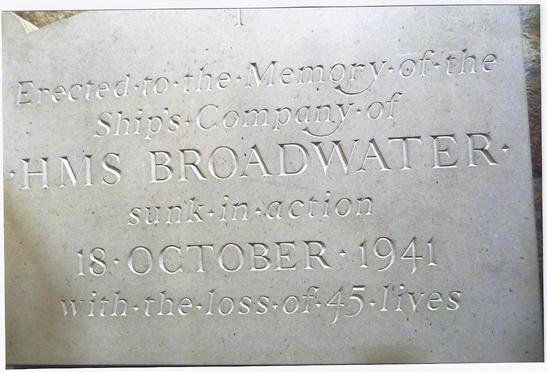 Erected·to·the·Memory·of·the
Ship's·Company·of
·HMS BROADWATER·
sunk·in·action
18·OCTOBER·1941
with·the·loss·of·45·lives